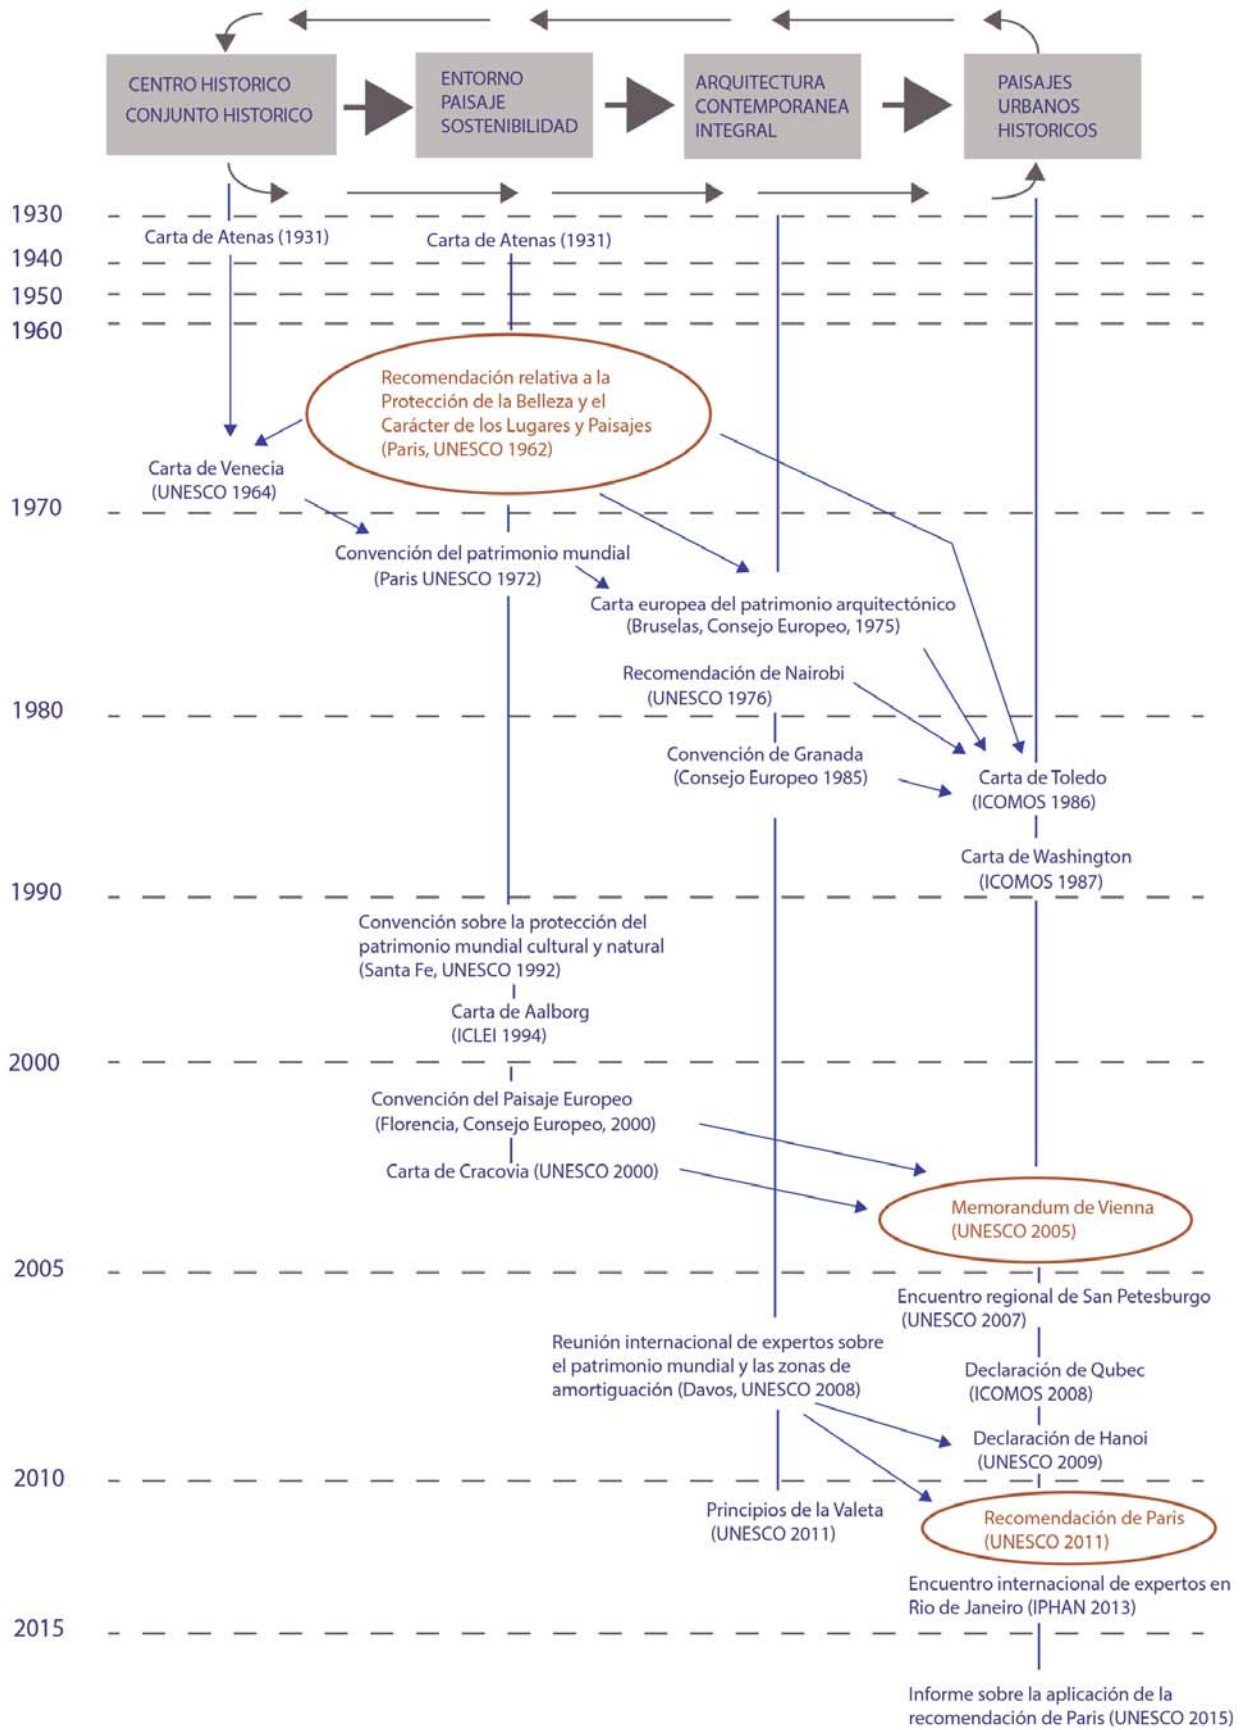 CENTRO HISTORICO
CONJUNTO HISTORICO
ENTORNO
PAISAJE
SOSTENIBILIDAD
ARQUITECTURA
CONTEMPORANEA
INTEGRAL
PAISAJES
URBANOS
HISTORICOS
1930
Carta de Atenas (1931)
Carta de Atenas (1931)
1940
1950
1960
Recomendación relativa a la
Protección de la Belleza y el
Carácter de los Lugares y Paisajes
(Paris, UNESCO 1962)
Carta de Venecia
(UNESCO 1964)
1970
Convención del patrimonio mundial
(Paris UNESCO 1972)
Carta europea del patrimonio arquitectónico
(Bruselas, Consejo Europeo, 1975)
Recomendación de Nairobi
(UNESCO 1976)
1980
Convención de Granada
(Consejo Europeo 1985)
Carta de Toledo
(ICOMOS 1986)
Carta de Washington
(ICOMOS 1987)
1990
Convención sobre la protección del
patrimonio mundial cultural y natural
(Santa Fe, UNESCO 1992)
Carta de Aalborg
(ICLEI 1994)
2000
Convención del Paisaje Europeo
(Florencia, Consejo Europeo, 2000)
Carta de Cracovia (UNESCO 2000)
Memorandum de Vienna
(UNESCO 2005)
2005
Encuentro regional de San Petesburgo
(UNESCO 2007)
Reunión internacional de expertos sobre
el patrimonio mundial y las zonas de
amortiguación (Davos, UNESCO 2008)
Declaración de Qubec
(ICOMOS 2008)
Declaración de Hanoi
(UNESCO 2009)
2010
Principios de la Valeta
(UNESCO 2011)
Recomendación de Paris
(UNESCO 2011)
Encuentro internacional de expertos en
Rio de Janeiro (IPHAN 2013)
2015
Informe sobre la aplicación de la
recomendación de Paris (UNESCO 2015)